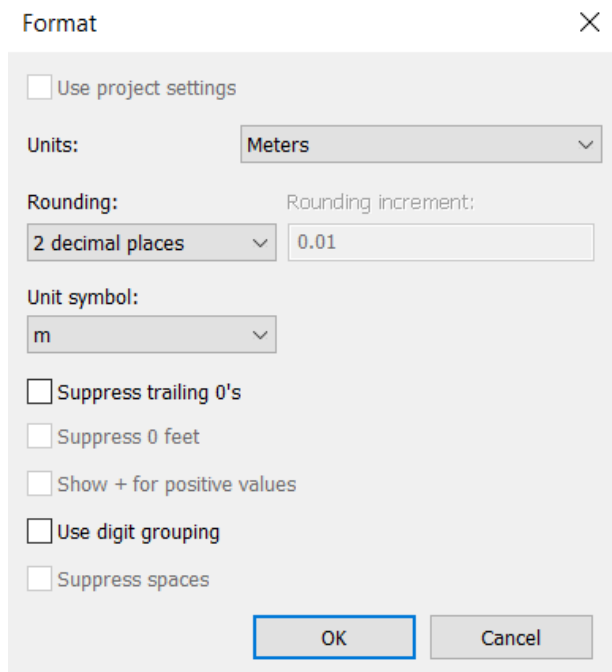 Format
Use project settings
Units: Meters
Rounding: Rounding increment:
2 decimal places 0.01
Unit symbol:
m
Suppress trailing 0's
Suppress 0 feet
Show + for positive values
Use digit grouping
Suppress spaces
OK Cancel